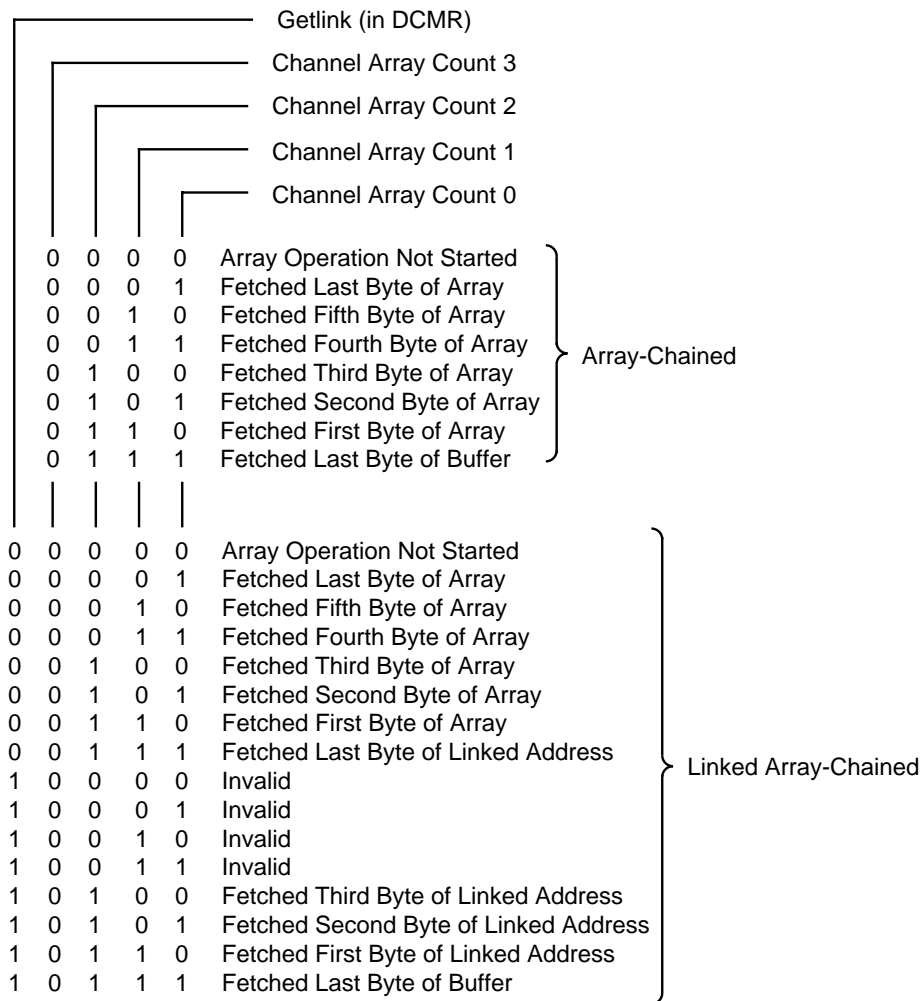 Getlink (in DCMR)
Channel Array Count 3
Channel Array Count 2
Channel Array Count 1
Channel Array Count 0
0 0 0 0 Array Operation Not Started
0 0 0 1 Fetched Last Byte of Array
0 0 1 0 Fetched Fifth Byte of Array
0 0 1 1 Fetched Fourth Byte of Array
0 1 0 0 Fetched Third Byte of Array
0 1 0 1 Fetched Second Byte of Array
0 1 1 0 Fetched First Byte of Array
0 1 1 1 Fetched Last Byte of Buffer
Array-Chained
0 0 0 0 0 Array Operation Not Started
0 0 0 0 1 Fetched Last Byte of Array
0 0 0 1 0 Fetched Fifth Byte of Array
0 0 0 1 1 Fetched Fourth Byte of Array
0 0 1 0 0 Fetched Third Byte of Array
0 0 1 0 1 Fetched Second Byte of Array
0 0 1 1 0 Fetched First Byte of Array
0 0 1 1 1 Fetched Last Byte of Linked Address
1 0 0 0 0 Invalid
1 0 0 0 1 Invalid
1 0 0 1 0 Invalid
1 0 0 1 1 Invalid
1 0 1 0 0 Fetched Third Byte of Linked Address
1 0 1 0 1 Fetched Second Byte of Linked Address
1 0 1 1 0 Fetched First Byte of Linked Address
1 0 1 1 1 Fetched Last Byte of Buffer
Linked Array-Chained